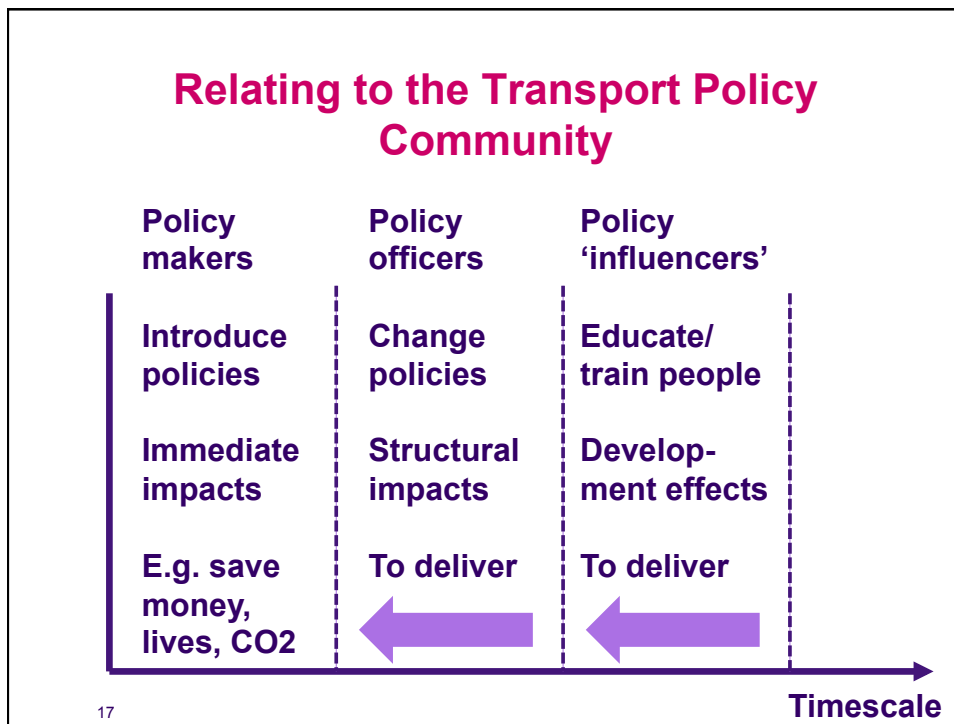 Relating to the Transport Policy
Community
Policy
makers
Policy
officers
Policy
‘influencers’
Introduce
policies
Change
policies
Educate/
train people
Immediate
impacts
Structural
impacts
Develop-
ment effects
E.g. save
money,
lives, CO2
To deliver
To deliver
17
Timescale